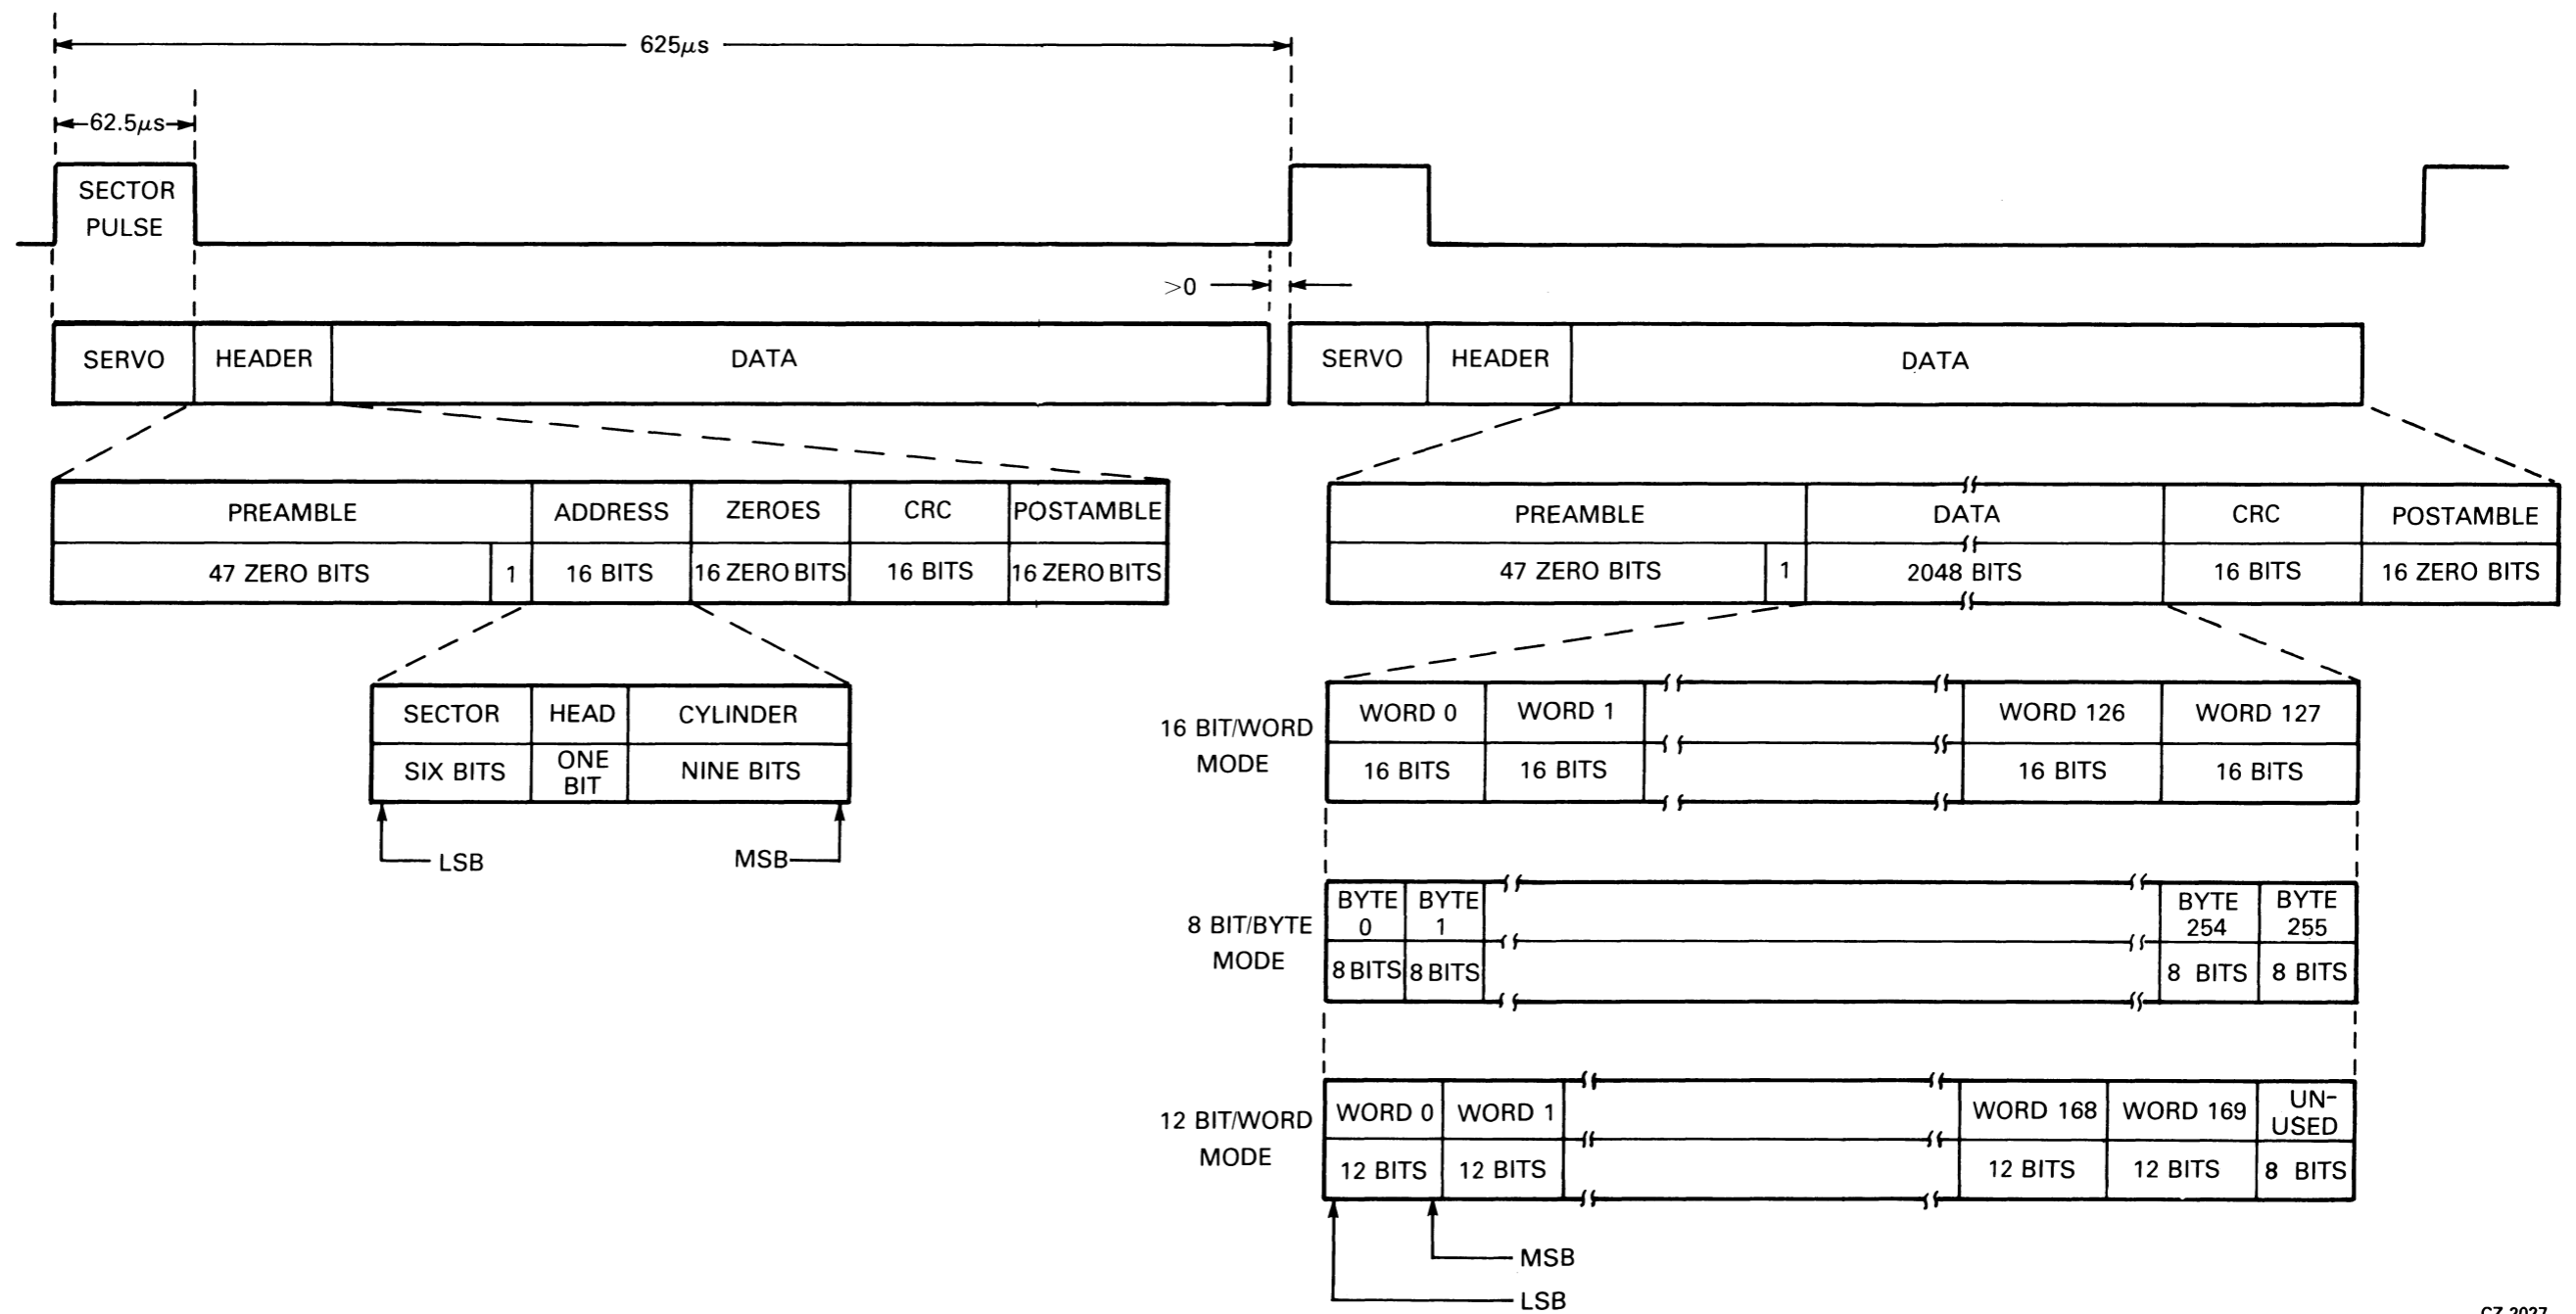 625μs
62.5μs
SECTOR
PULSE
>0
SERVO HEADER DATA SERVO HEADER DATA
PREAMBLE ADDRESS ZEROES CRC POSTAMBLE
47 ZERO BITS 1 16 BITS 16 ZERO BITS 16 BITS 16 ZERO BITS
PREAMBLE DATA CRC POSTAMBLE
47 ZERO BITS 1 2048 BITS 16 BITS 16 ZERO BITS
SECTOR HEAD CYLINDER
SIX BITS ONE BIT NINE BITS
LSB MSB
16 BIT/WORD
MODE
WORD 0 WORD 1 WORD 126 WORD 127
16 BITS 16 BITS 16 BITS 16 BITS
8 BIT/BYTE
MODE
BYTE 0 BYTE 1 BYTE 254 BYTE 255
8 BITS 8 BITS 8 BITS 8 BITS
12 BIT/WORD
MODE
WORD 0 WORD 1 WORD 168 WORD 169 UN-
USED
12 BITS 12 BITS 12 BITS 12 BITS 8 BITS
MSB
LSB